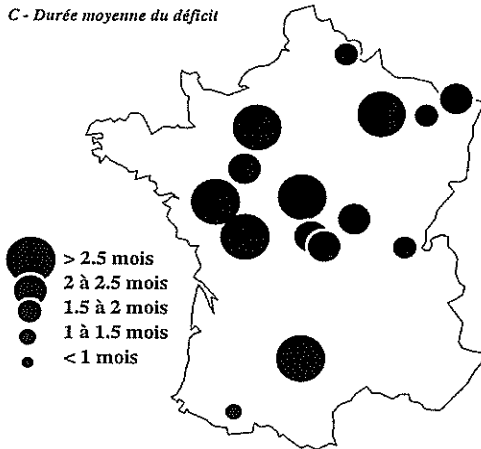 C - Durée moyenne du déficit
> 2.5 mois
2 à 2.5 mois
1.5 à 2 mois
1 à 1.5 mois
< 1 mois